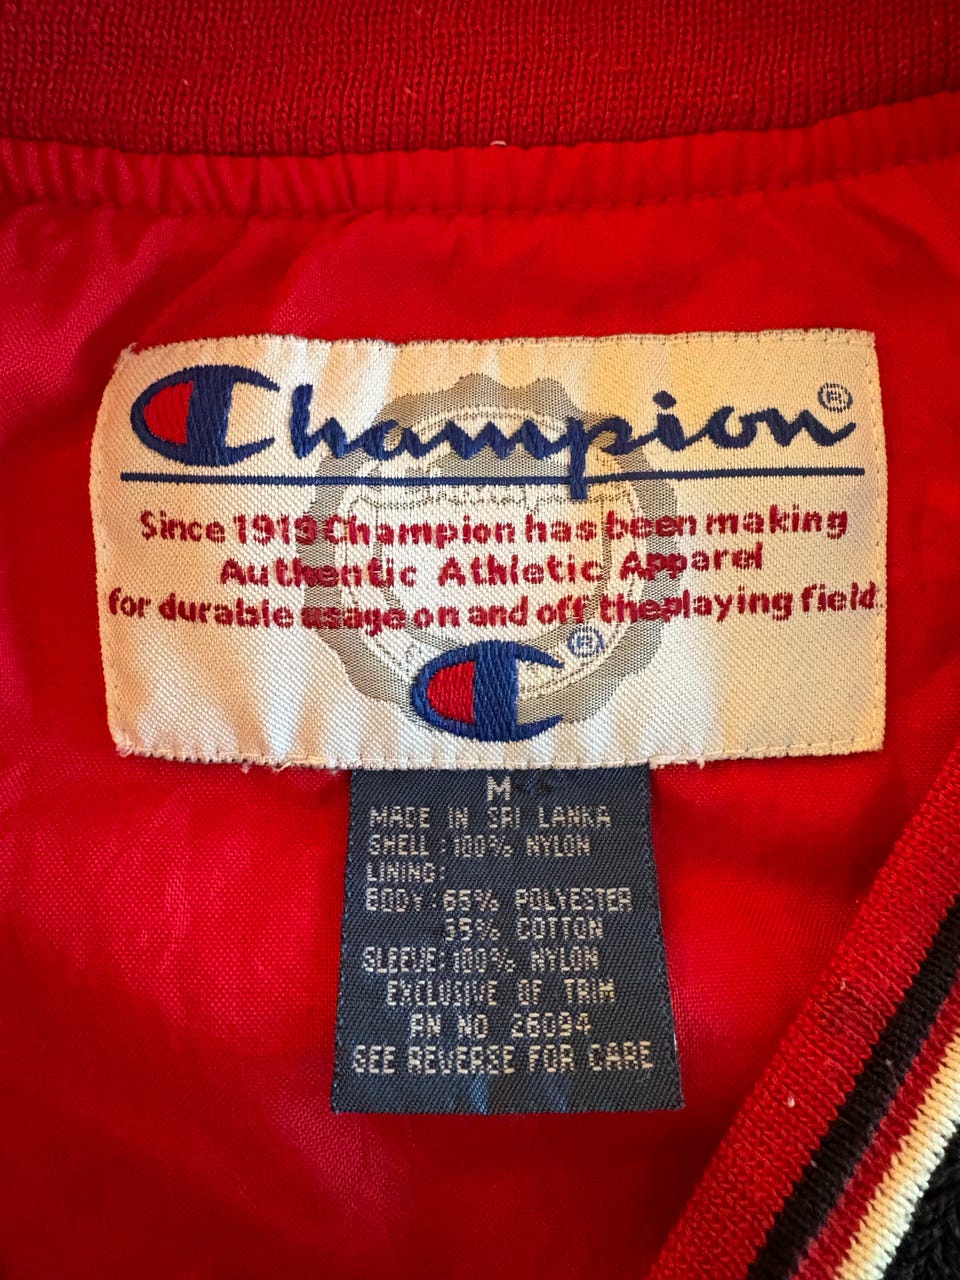 Champion®
Since 1919 Champion has been making
Authentic Athletic Apparel
for durable usage on and off the playing field
®
M
MADE IN SRI LANKA
SHELL : 100% NYLON
LINING:
BODY : 65% POLYESTER
35% COTTON
SLEEVE: 100% NYLON
EXCLUSIVE OF TRIM
RN NO 26094
SEE REVERSE FOR CARE